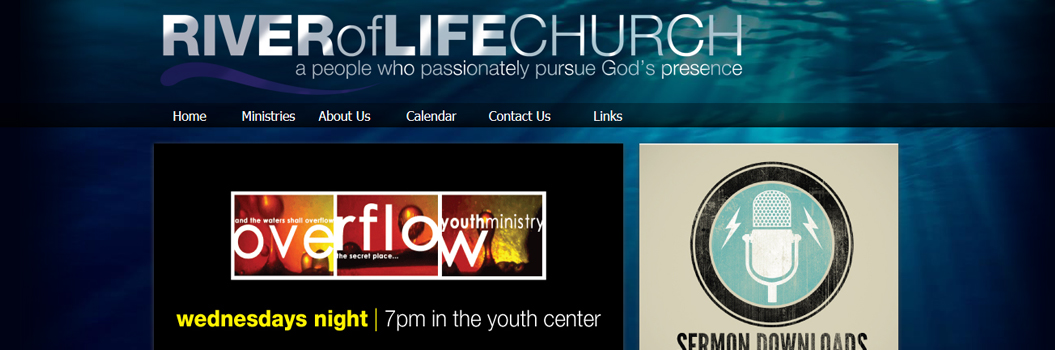 RIVERofLIFECHURCH
a people who passionately pursue God's presence
Home Ministries About Us Calendar Contact Us Links
and the waters shall overflow
overflow
youthministry
the secret place...
wednesdays night | 7pm in the youth center
SERMON DOWNLOADS